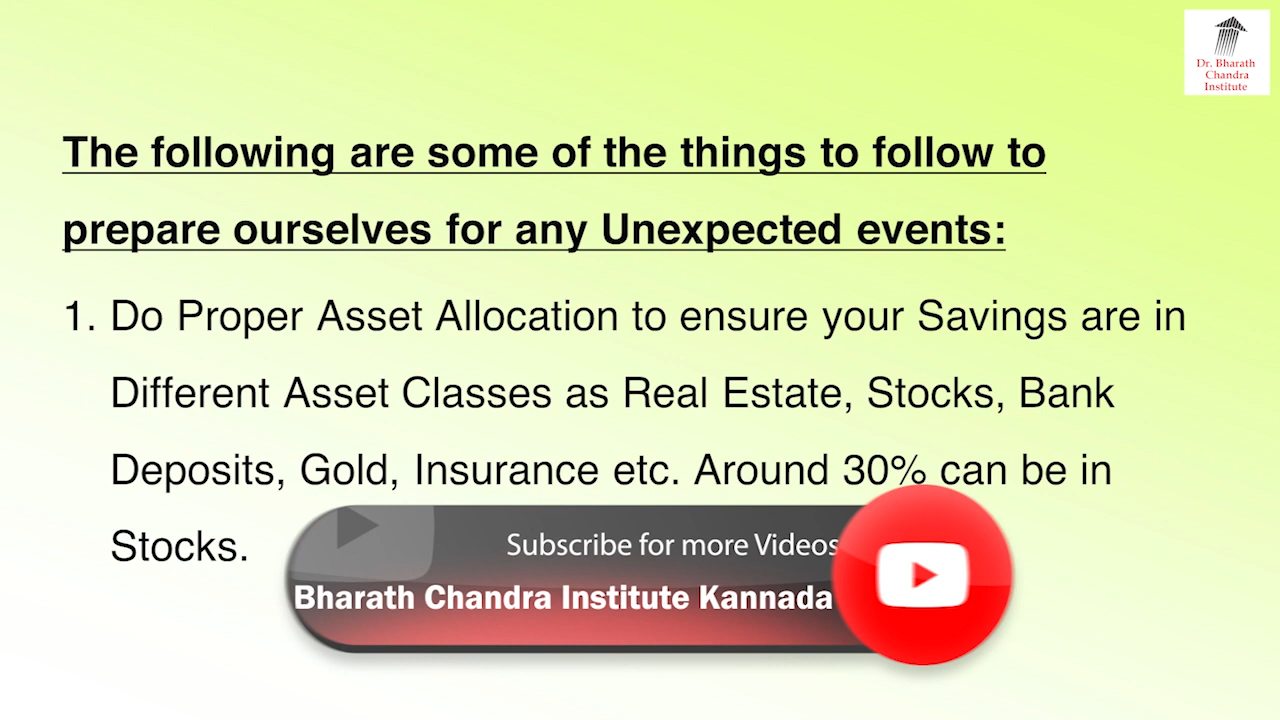 Dr. Bharath
Chandra
Institute
The following are some of the things to follow to
prepare ourselves for any Unexpected events:
1. Do Proper Asset Allocation to ensure your Savings are in
Different Asset Classes as Real Estate, Stocks, Bank
Deposits, Gold, Insurance etc. Around 30% can be in
Stocks.
Subscribe for more Videos
Bharath Chandra Institute Kannada